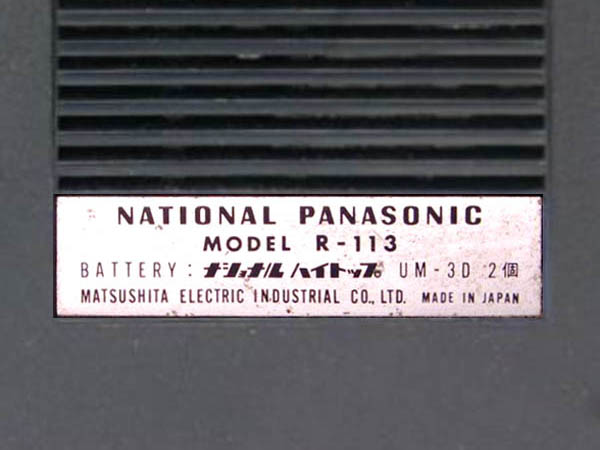 NATIONAL PANASONIC
MODEL R-113
BATTERY: ナショナル ハイトップ UM-3D 2個
MATSUSHITA ELECTRIC INDUSTRIAL CO., LTD. MADE IN JAPAN